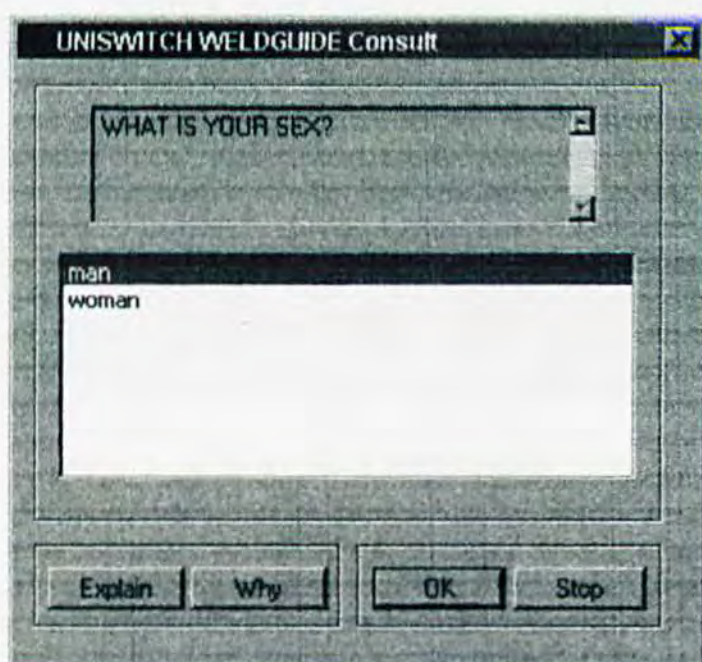 UNISWITCH WELDGUIDE Consult
WHAT IS YOUR SEX?
man
woman
Explain Why OK Stop